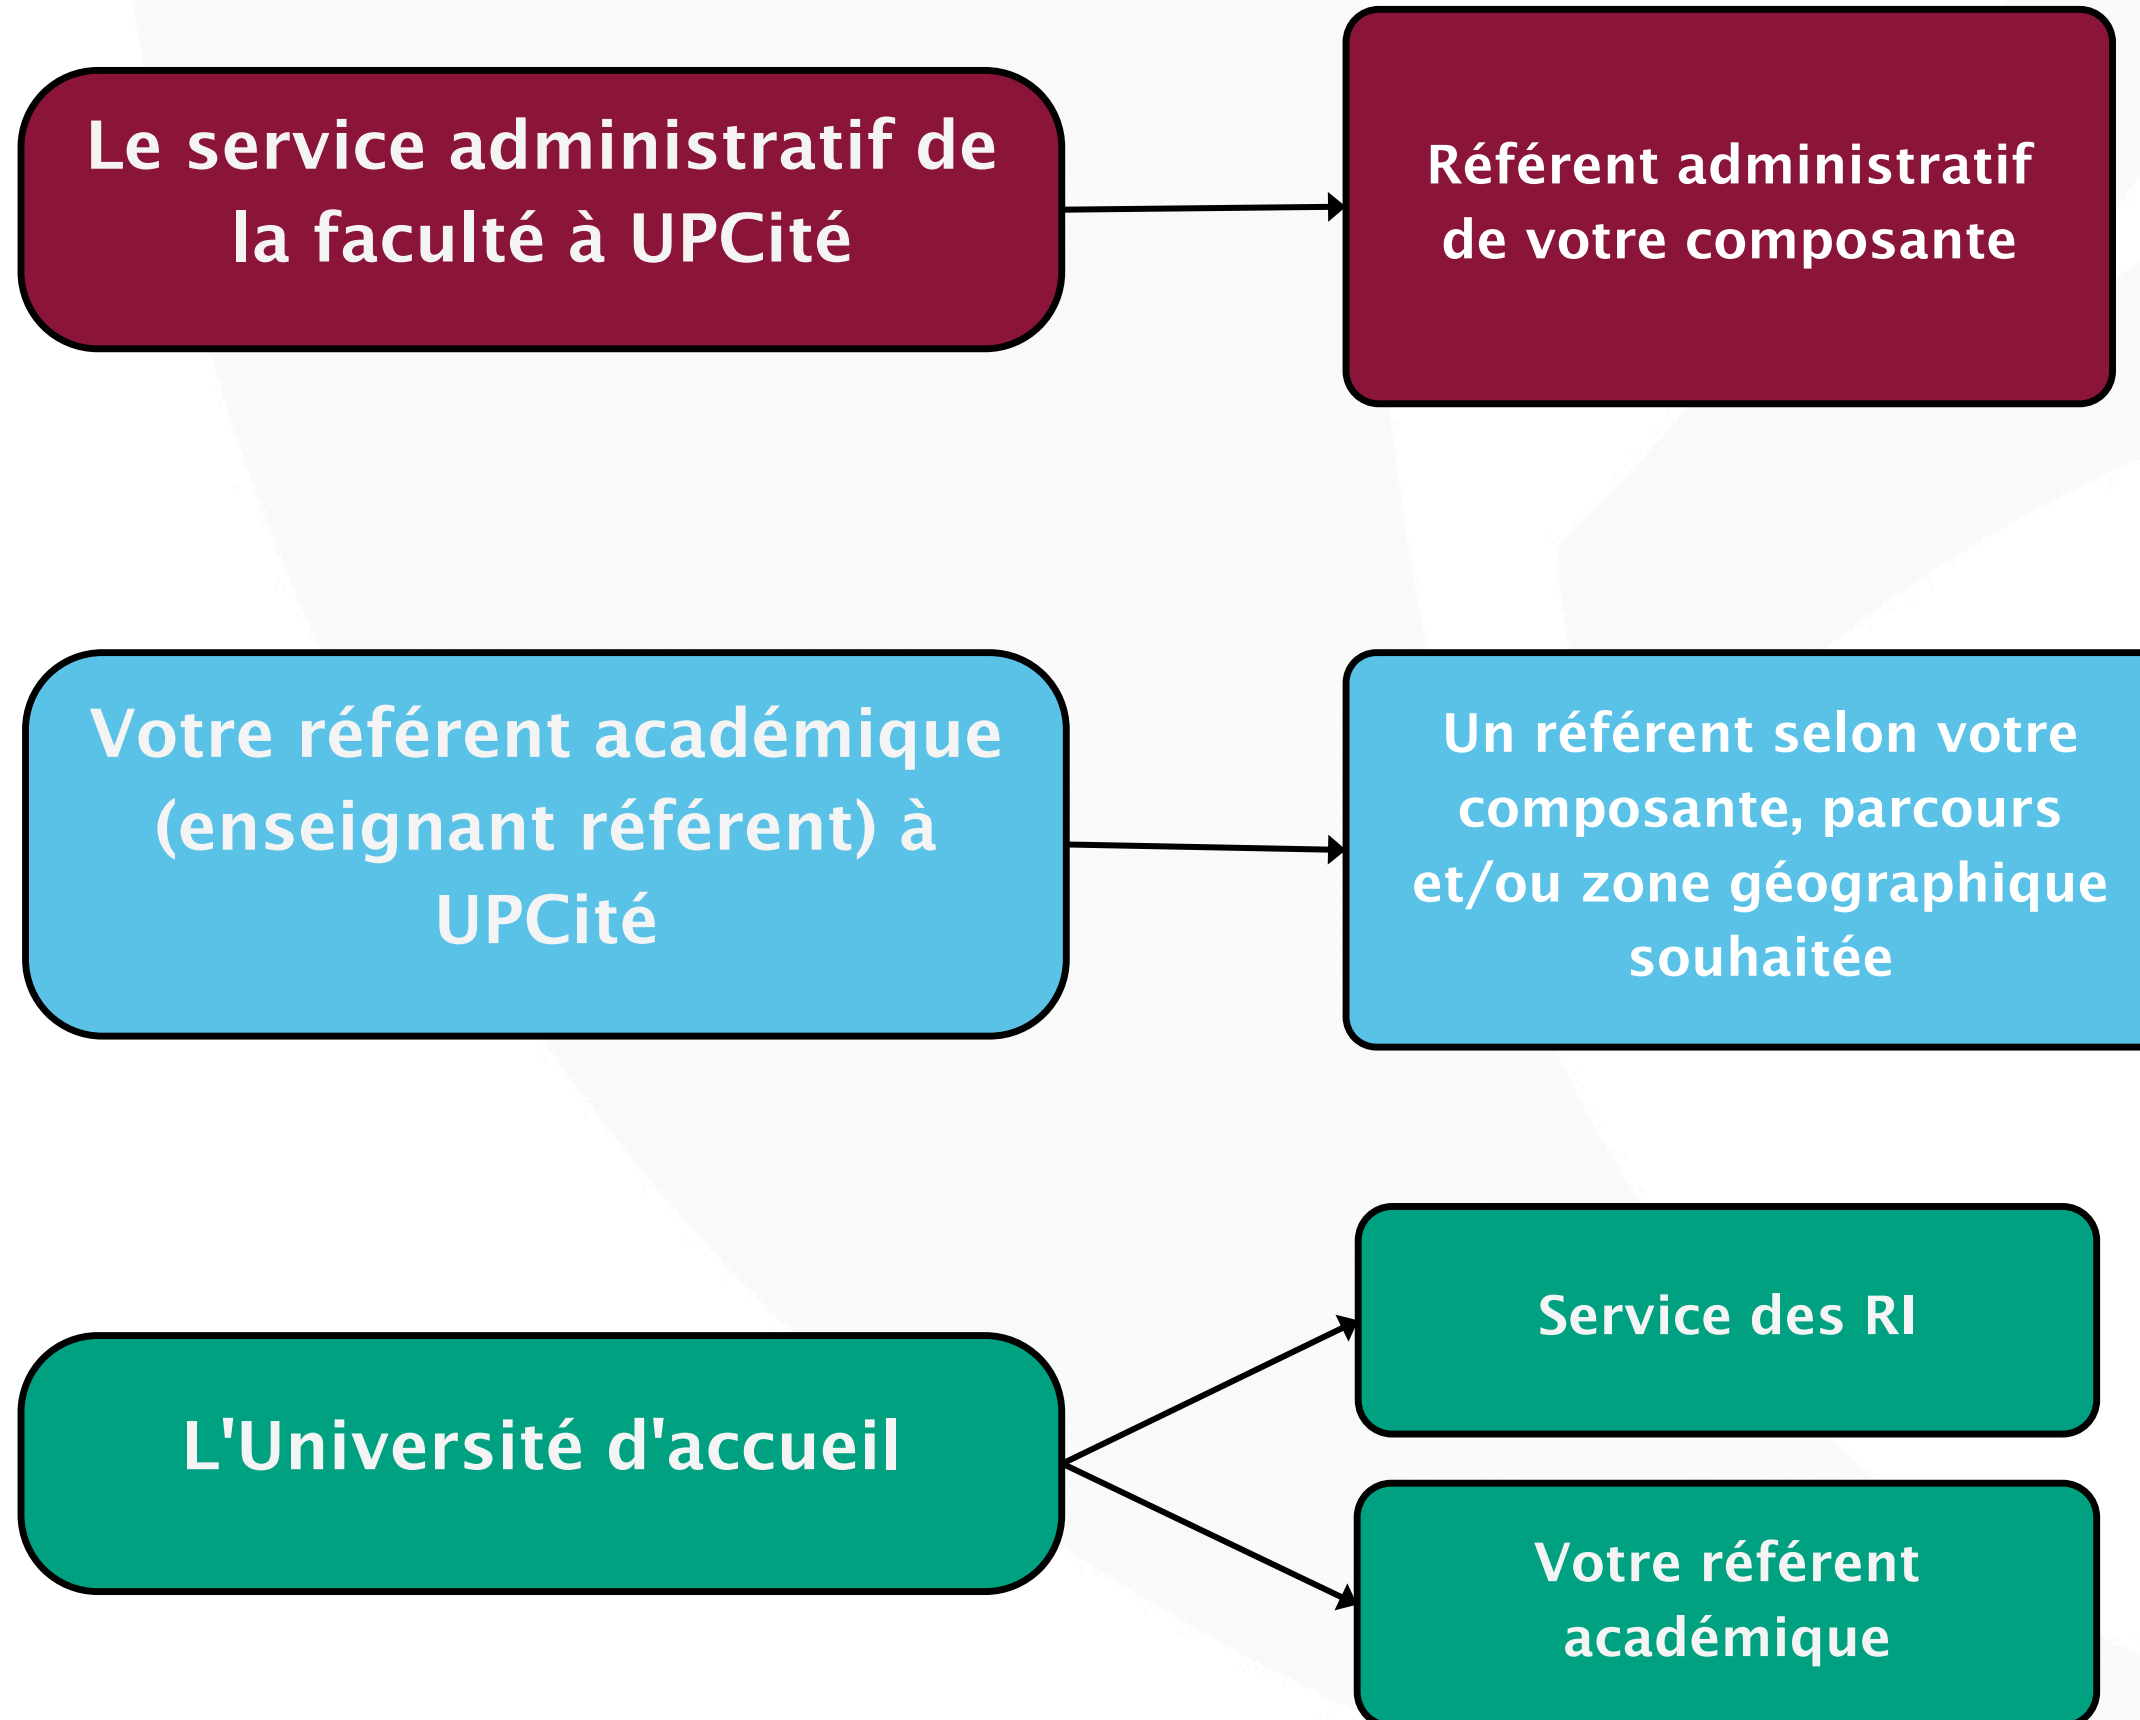 Le service administratif de
la faculté à UPCité
Référent administratif
de votre composante
Votre référent académique
(enseignant référent) à
UPCité
Un référent selon votre
composante, parcours
et/ou zone géographique
souhaitée
L'Université d'accueil
Service des RI
Votre référent
académique